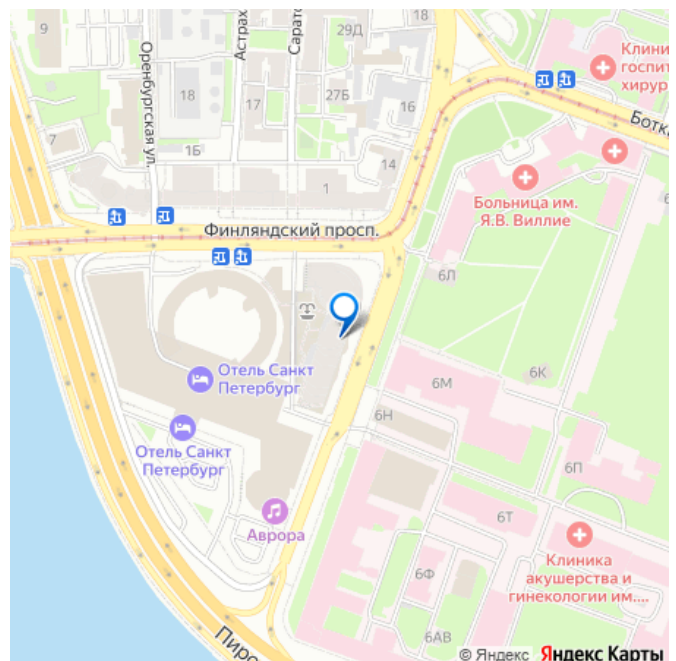 9
Оренбургская ул.
Астрах
Сарато
29Д
18
Клини
госпит
хирур
18
17
27Б
16
Ботк
7
1Б
14
1
Больница им.
Я.В. Виллие
Финляндский просп.
6Л
Отель Санкт
Петербург
6М
6К
6Н
Отель Санкт
Петербург
6П
Аврора
6Т
Клиника
акушерства и
гинекологии им....
6Ф
6АВ
Пиро
© Яндекс Яндекс Карты